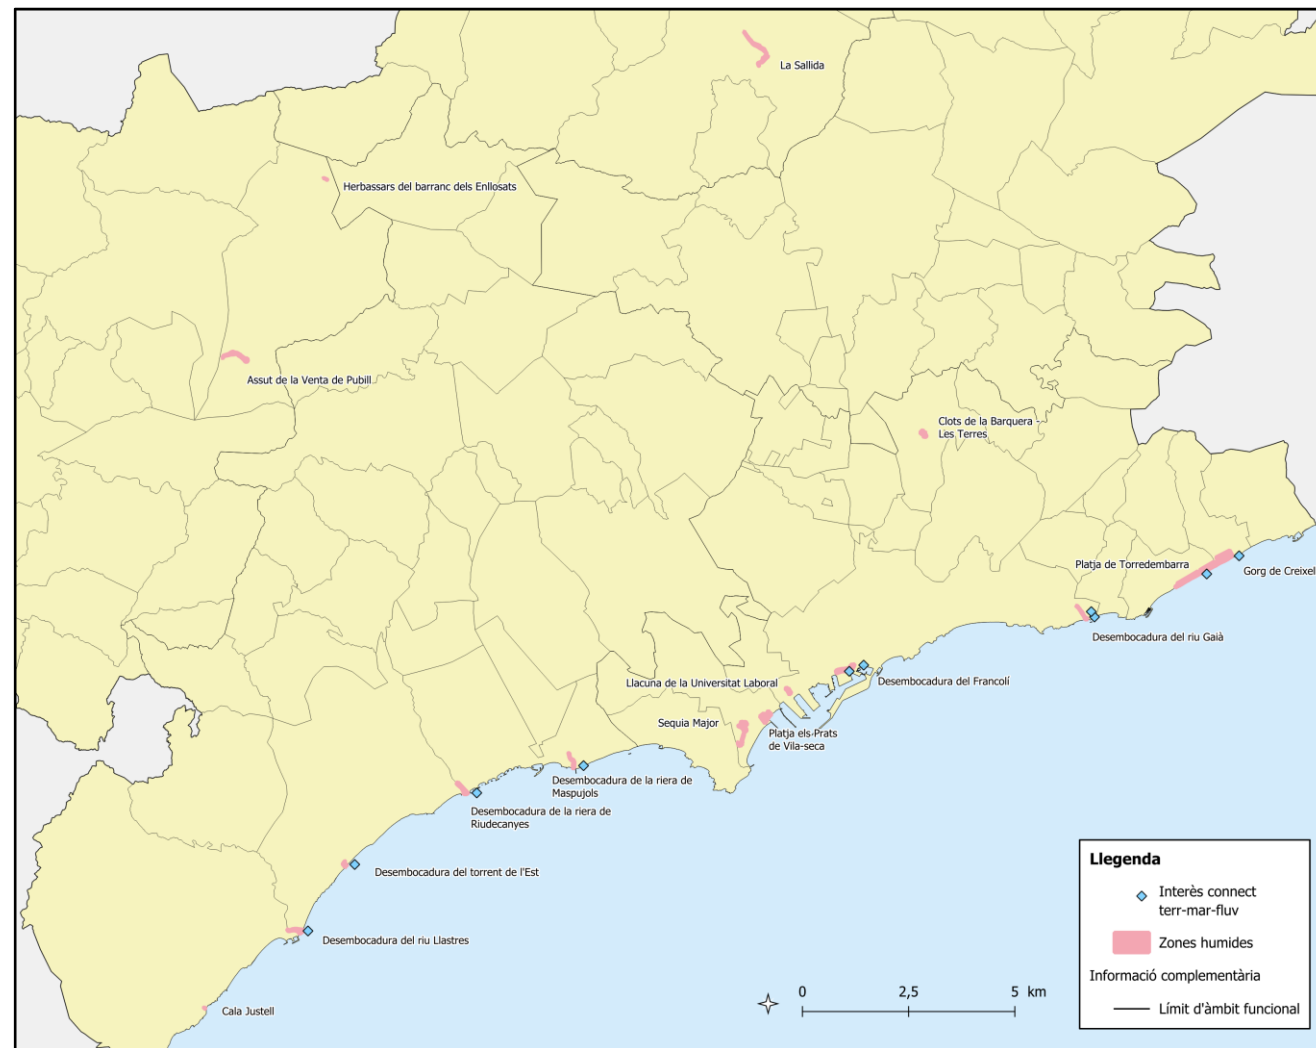 La Sallida
Herbassars del barranc dels Enllosats
Assut de la Venta de Pubill
Clots de la Barquera -
Les Terres
Platja de Torredembarra
Gorg de Creixell
Desembocadura del riu Gaià
Desembocadura del Francolí
Llacuna de la Universitat Laboral
Sequia Major
Platja els Prats
de Vila-seca
Desembocadura de la riera de
Maspujols
Desembocadura de la riera de
Riudecanyes
Desembocadura del torrent de l'Est
Desembocadura del riu Llastres
Cala Justell
0 2,5 5 km
Llegenda
Interès connect
terr-mar-fluv
Zones humides
Informació complementària
Límit d'àmbit funcional